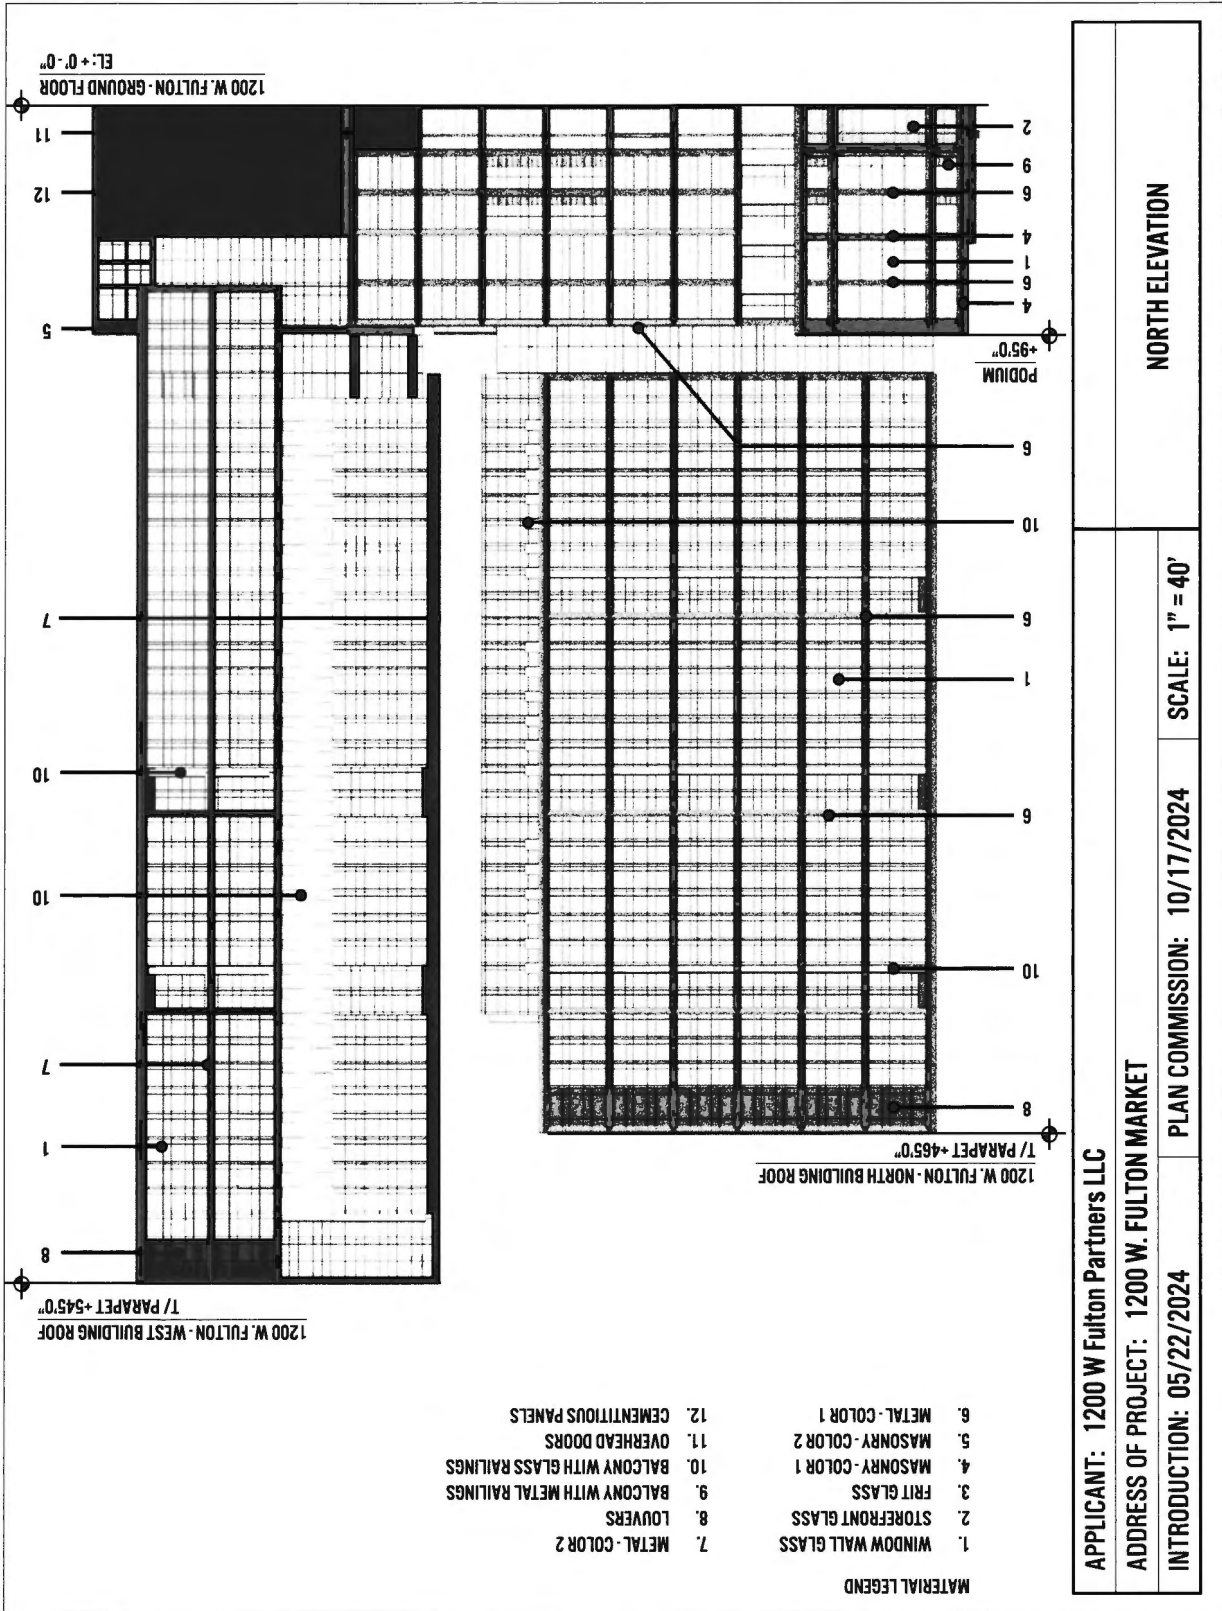 MATERIAL LEGEND
1. WINDOW WALL GLASS
2. STOREFRONT GLASS
3. FRIT GLASS
4. MASONRY - COLOR 1
5. MASONRY - COLOR 2
6. METAL - COLOR 1
7. METAL - COLOR 2
8. LOUVERS
9. BALCONY WITH METAL RAILINGS
10. BALCONY WITH GLASS RAILINGS
11. OVERHEAD DOORS
12. CEMENTITIOUS PANELS
1200 W. FULTON - NORTH BUILDING ROOF
T/ PARAPET +465'0"
8
10
6
1
6
10
6
PODIUM
+95'0"
4
6
1
4
6
9
2
1200 W. FULTON - WEST BUILDING ROOF
T/ PARAPET +545'0"
8
1
7
10
10
7
5
12
11
1200 W. FULTON - GROUND FLOOR
EL: + 0'-0"
APPLICANT: 1200 W Fulton Partners LLC
ADDRESS OF PROJECT: 1200 W. FULTON MARKET
INTRODUCTION: 05/22/2024
PLAN COMMISSION: 10/17/2024
SCALE: 1" = 40'
NORTH ELEVATION